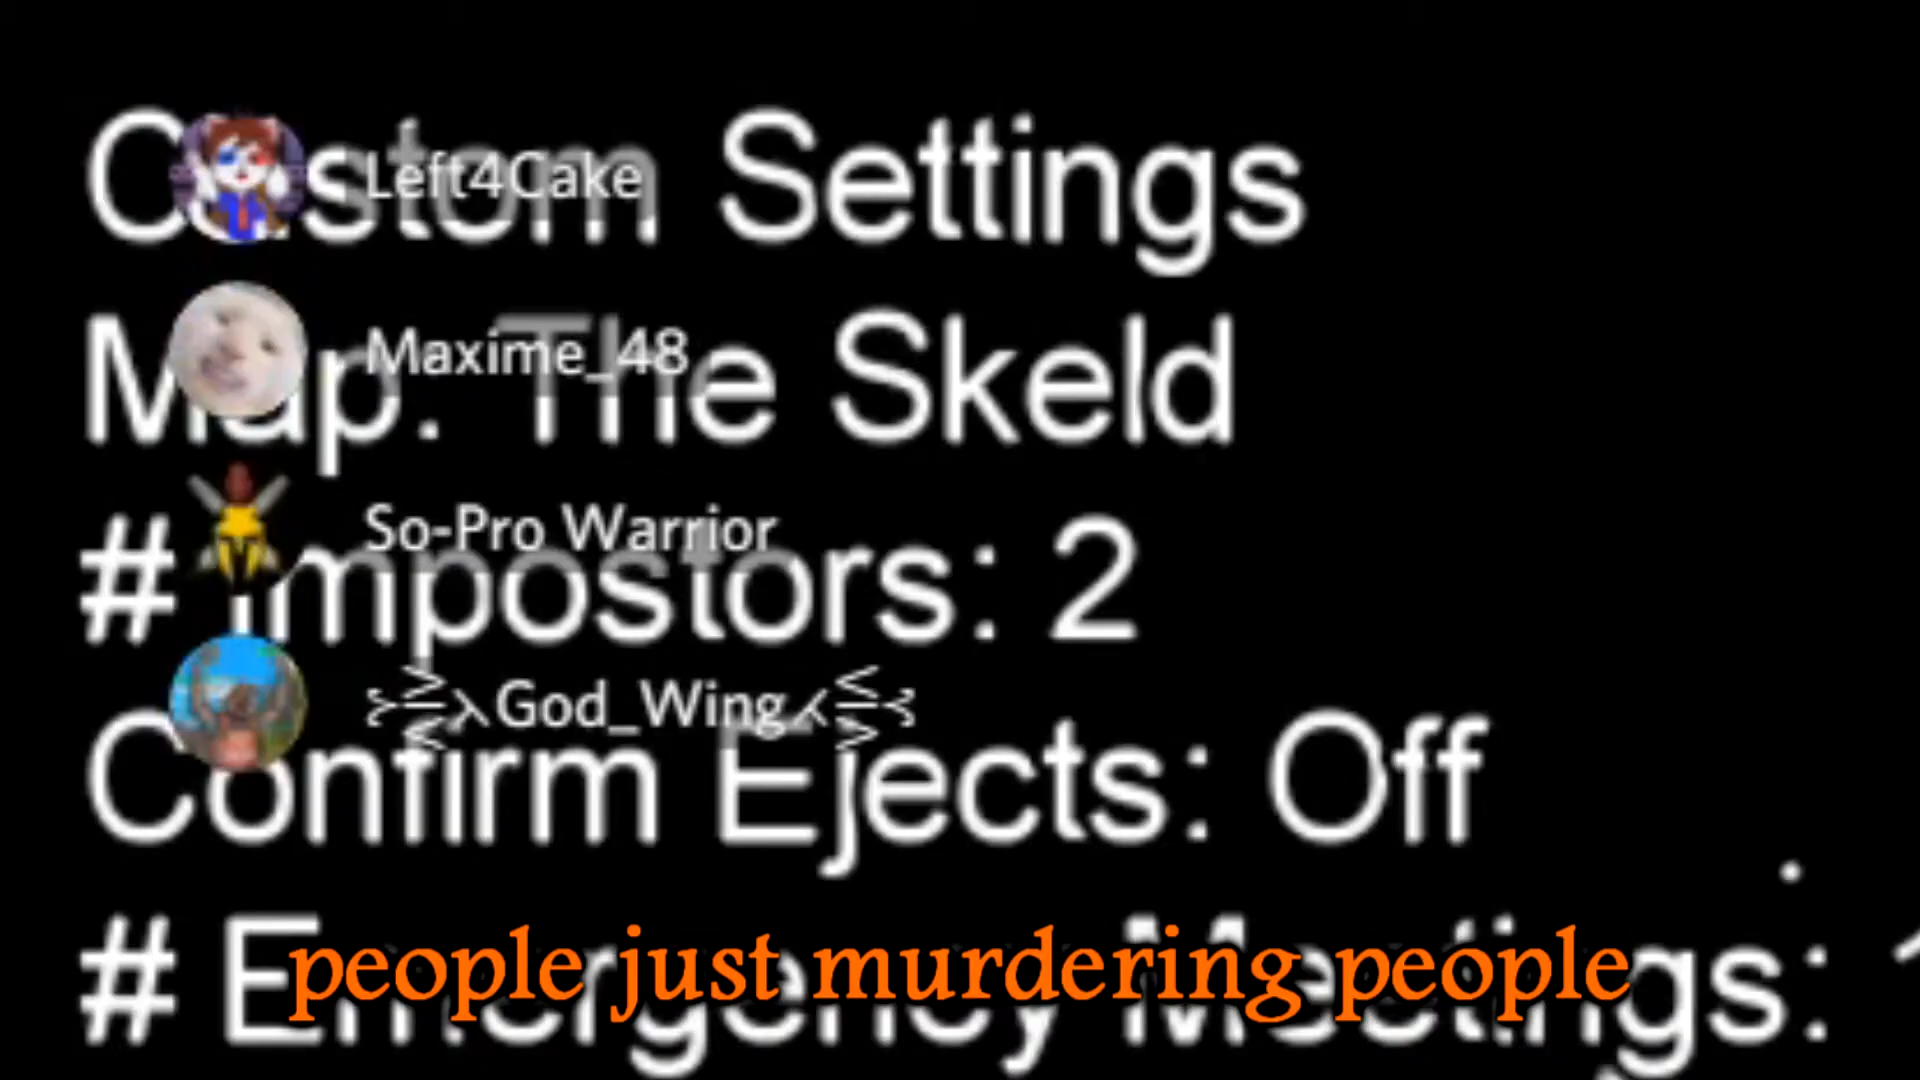 Custom Settings
Left4Cake
Map: The Skeld
Maxime_48
# Impostors: 2
So-Pro Warrior
God_Wing
Confirm Ejects: Off
# Emergency Meetings:
people just murdering people